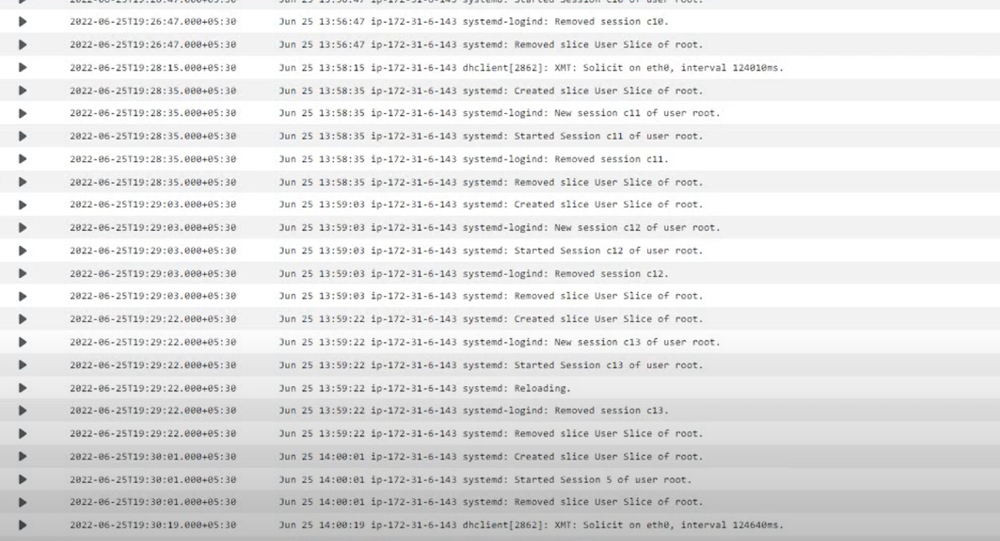 Jun 25 13:56:47 ip-172-31-6-143 systemd: Started Session c10 of user root.
2022-06-25T19:26:47.000+05:30 Jun 25 13:56:47 ip-172-31-6-143 systemd-logind: Removed session c10.
2022-06-25T19:26:47.000+05:30 Jun 25 13:56:47 ip-172-31-6-143 systemd: Removed slice User Slice of root.
2022-06-25T19:28:15.000+05:30 Jun 25 13:58:15 ip-172-31-6-143 dhclient[2862]: XMT: Solicit on eth0, interval 124010ms.
2022-06-25T19:28:35.000+05:30 Jun 25 13:58:35 ip-172-31-6-143 systemd: Created slice User Slice of root.
2022-06-25T19:28:35.000+05:30 Jun 25 13:58:35 ip-172-31-6-143 systemd-logind: New session c11 of user root.
2022-06-25T19:28:35.000+05:30 Jun 25 13:58:35 ip-172-31-6-143 systemd: Started Session c11 of user root.
2022-06-25T19:28:35.000+05:30 Jun 25 13:58:35 ip-172-31-6-143 systemd-logind: Removed session c11.
2022-06-25T19:28:35.000+05:30 Jun 25 13:58:35 ip-172-31-6-143 systemd: Removed slice User Slice of root.
2022-06-25T19:29:03.000+05:30 Jun 25 13:59:03 ip-172-31-6-143 systemd: Created slice User Slice of root.
2022-06-25T19:29:03.000+05:30 Jun 25 13:59:03 ip-172-31-6-143 systemd-logind: New session c12 of user root.
2022-06-25T19:29:03.000+05:30 Jun 25 13:59:03 ip-172-31-6-143 systemd: Started Session c12 of user root.
2022-06-25T19:29:03.000+05:30 Jun 25 13:59:03 ip-172-31-6-143 systemd-logind: Removed session c12.
2022-06-25T19:29:03.000+05:30 Jun 25 13:59:03 ip-172-31-6-143 systemd: Removed slice User Slice of root.
2022-06-25T19:29:22.000+05:30 Jun 25 13:59:22 ip-172-31-6-143 systemd: Created slice User Slice of root.
2022-06-25T19:29:22.000+05:30 Jun 25 13:59:22 ip-172-31-6-143 systemd-logind: New session c13 of user root.
2022-06-25T19:29:22.000+05:30 Jun 25 13:59:22 ip-172-31-6-143 systemd: Started Session c13 of user root.
2022-06-25T19:29:22.000+05:30 Jun 25 13:59:22 ip-172-31-6-143 systemd: Reloading.
2022-06-25T19:29:22.000+05:30 Jun 25 13:59:22 ip-172-31-6-143 systemd-logind: Removed session c13.
2022-06-25T19:29:22.000+05:30 Jun 25 13:59:22 ip-172-31-6-143 systemd: Removed slice User Slice of root.
2022-06-25T19:30:01.000+05:30 Jun 25 14:00:01 ip-172-31-6-143 systemd: Created slice User Slice of root.
2022-06-25T19:30:01.000+05:30 Jun 25 14:00:01 ip-172-31-6-143 systemd: Started Session 5 of user root.
2022-06-25T19:30:01.000+05:30 Jun 25 14:00:01 ip-172-31-6-143 systemd: Removed slice User Slice of root.
2022-06-25T19:30:19.000+05:30 Jun 25 14:00:19 ip-172-31-6-143 dhclient[2862]: XMT: Solicit on eth0, interval 124640ms.